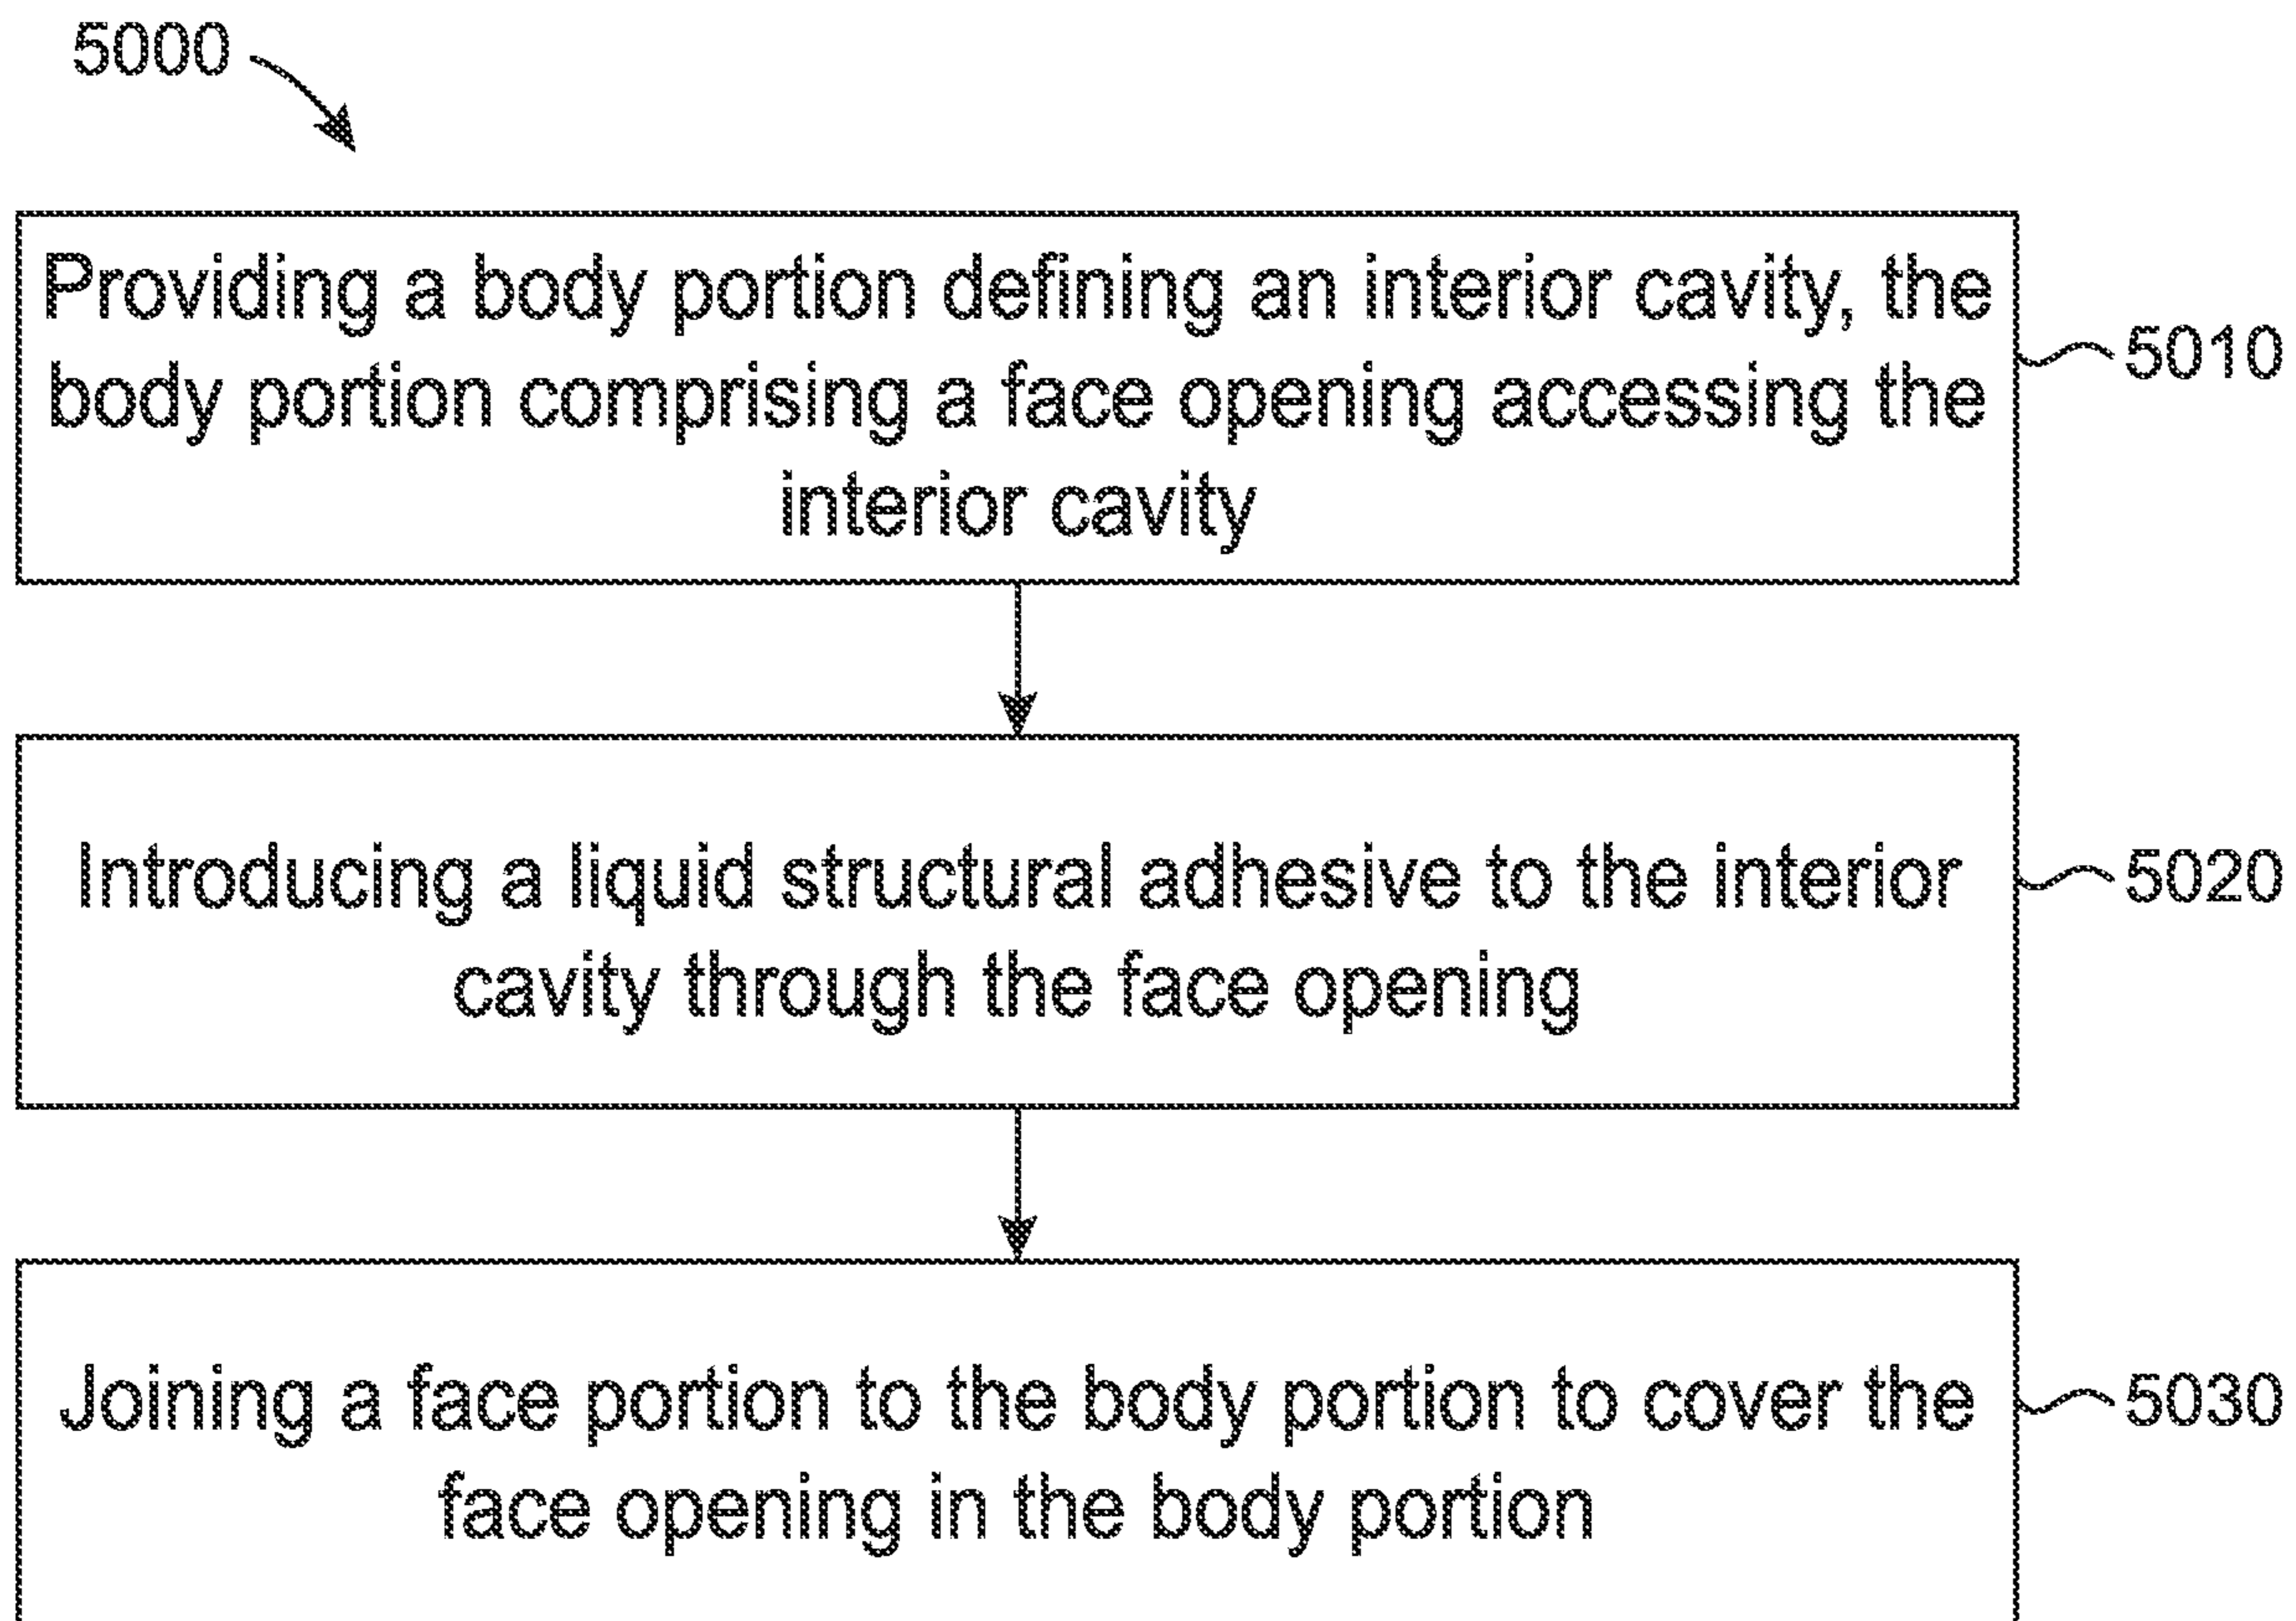 5000
Providing a body portion defining an interior cavity, the
body portion comprising a face opening accessing the
interior cavity
5010
Introducing a liquid structural adhesive to the interior
cavity through the face opening
5020
Joining a face portion to the body portion to cover the
face opening in the body portion
5030